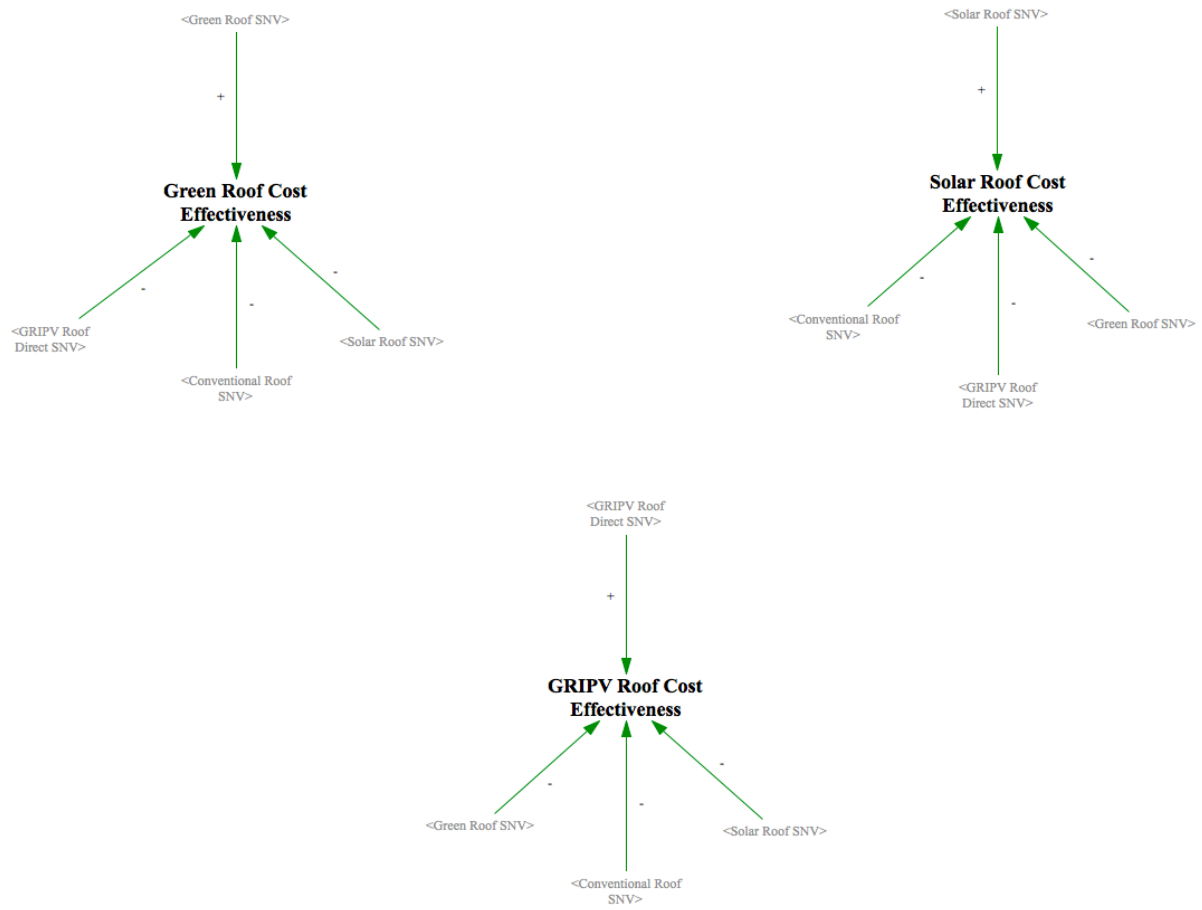 <Green Roof SNV>
+
Green Roof Cost
Effectiveness
-
-
-
<GRIPV Roof
Direct SNV>
<Conventional Roof
SNV>
<Solar Roof SNV>
<Solar Roof SNV>
+
Solar Roof Cost
Effectiveness
-
-
-
<Conventional Roof
SNV>
<GRIPV Roof
Direct SNV>
<Green Roof SNV>
<GRIPV Roof
Direct SNV>
+
GRIPV Roof Cost
Effectiveness
-
-
-
<Green Roof SNV>
<Conventional Roof
SNV>
<Solar Roof SNV>